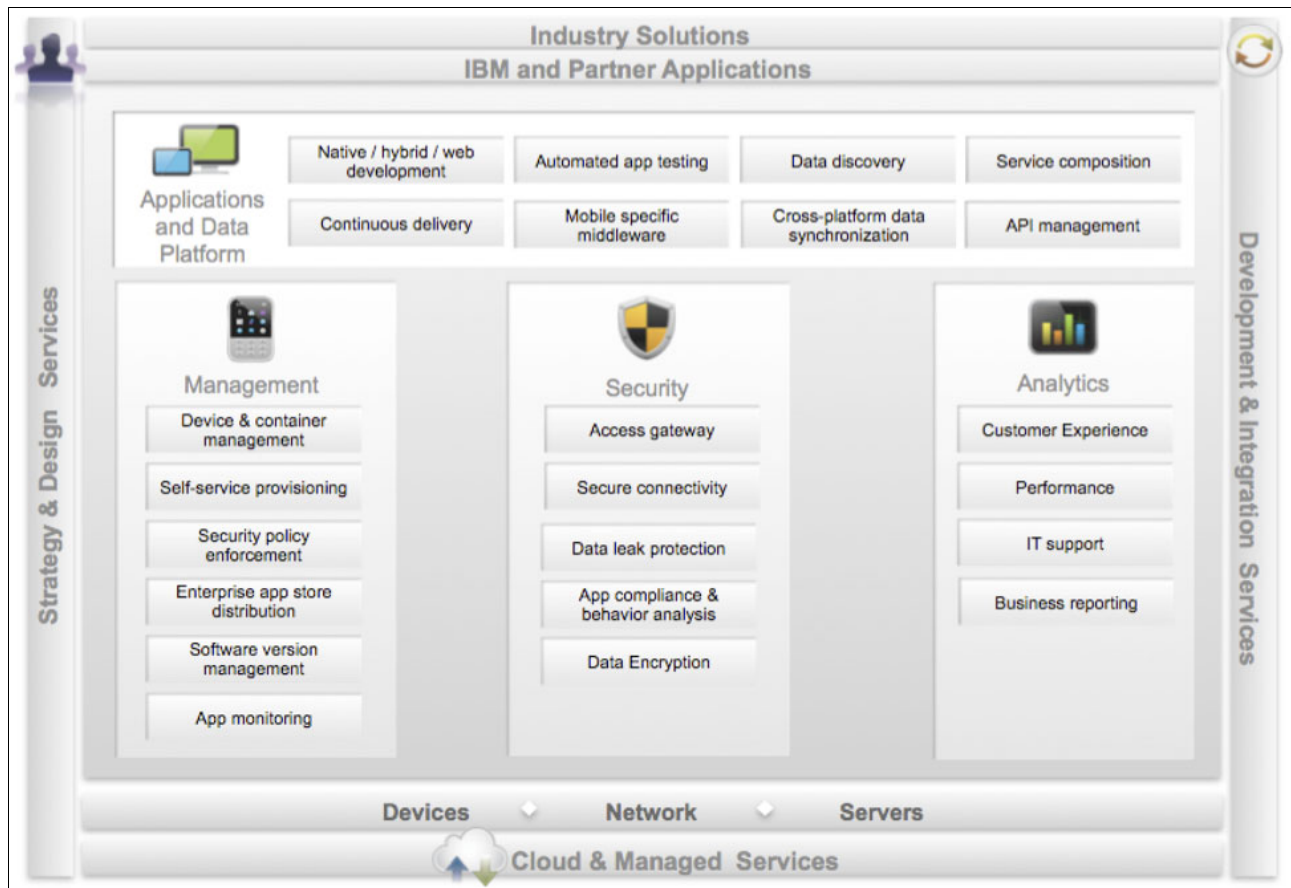 Industry Solutions
IBM and Partner Applications
Strategy & Design Services
Development & Integration Services
Applications
and Data
Platform
Native / hybrid / web
development
Automated app testing
Data discovery
Service composition
Continuous delivery
Mobile specific
middleware
Cross-platform data
synchronization
API management
Management
Device & container
management
Self-service provisioning
Security policy
enforcement
Enterprise app store
distribution
Software version
management
App monitoring
Security
Access gateway
Secure connectivity
Data leak protection
App compliance &
behavior analysis
Data Encryption
Analytics
Customer Experience
Performance
IT support
Business reporting
Devices Network Servers
Cloud & Managed Services